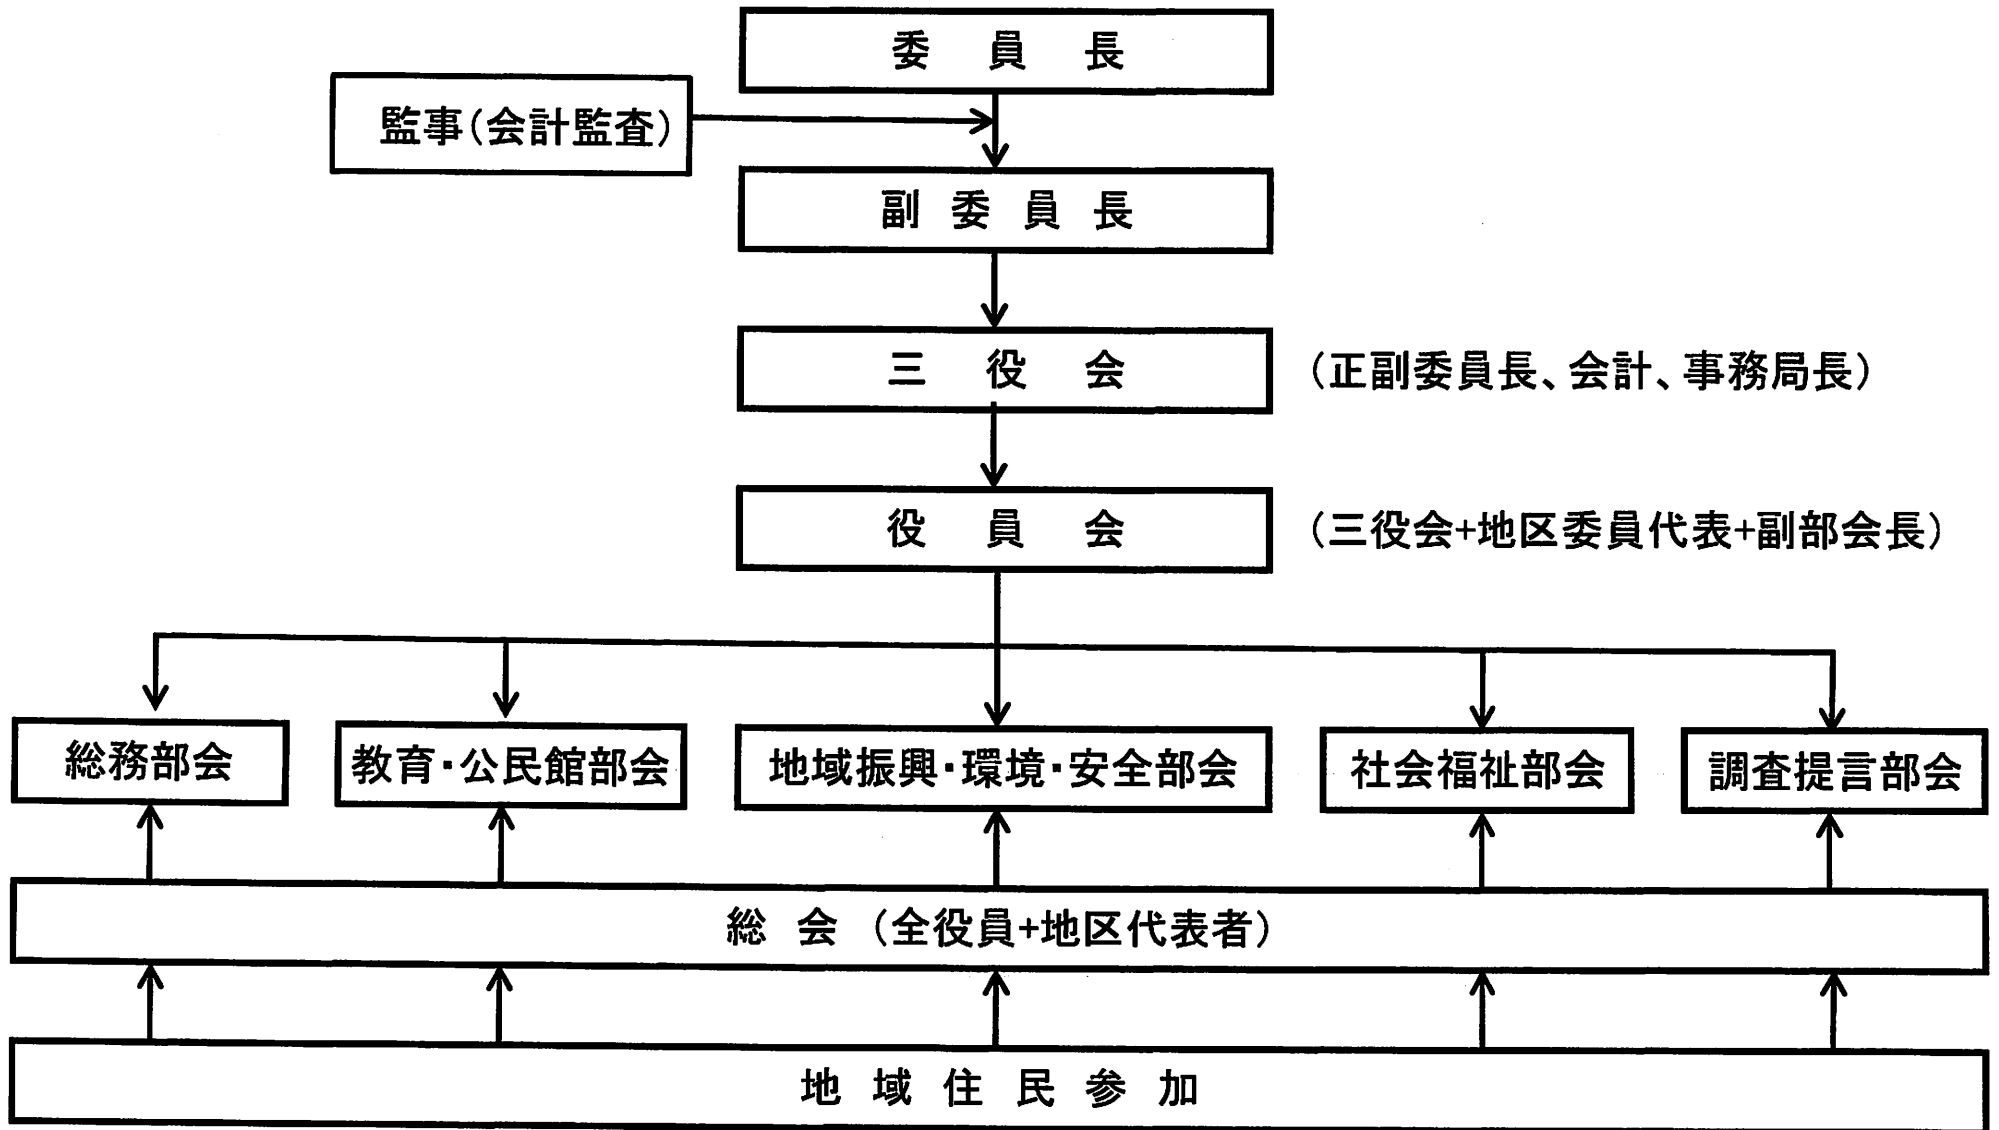 委員長
監事(会計監査)
副委員長
三役会
(正副委員長、会計、事務局長)
役員会
(三役会+地区委員代表+副部会長)
総務部会
教育・公民館部会
地域振興・環境・安全部会
社会福祉部会
調査提言部会
総会(全役員+地区代表者)
地域住民参加